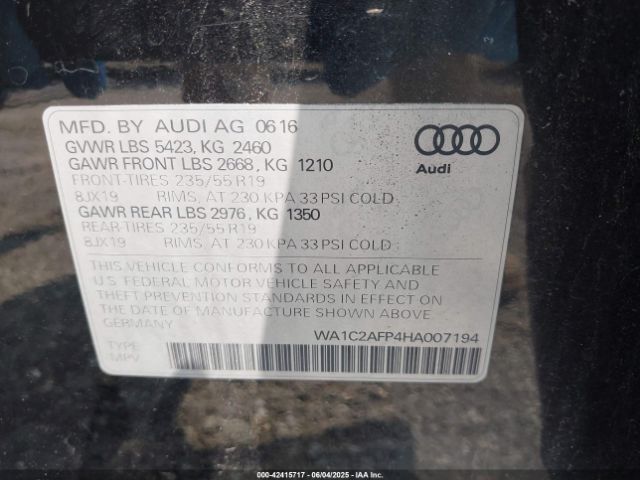 MFD. BY AUDI AG 06 16
GVWR LBS 5423, KG 2460
GAWR FRONT LBS 2668, KG 1210
FRONT-TIRES 235/55 R19
8JX19 RIMS, AT 230 KPA 33 PSI COLD
GAWR REAR LBS 2976, KG 1350
REAR-TIRES 235/55 R19
8JX19 RIMS, AT 230 KPA 33 PSI COLD
Audi
THIS VEHICLE CONFORMS TO ALL APPLICABLE
U.S. FEDERAL MOTOR VEHICLE SAFETY AND
THEFT PREVENTION STANDARDS IN EFFECT ON
THE DATE OF MANUFACTURE SHOWN ABOVE
GERMANY
WA1C2AFP4HA007194
TYPE:
MPV
000-42415717 - 06/04/2025 - IAA Inc.